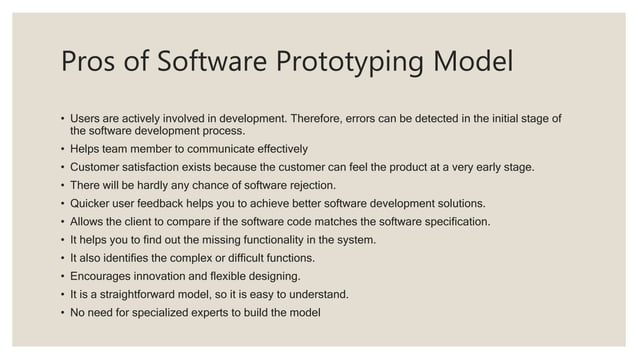 Pros of Software Prototyping Model
• Users are actively involved in development. Therefore, errors can be detected in the initial stage of
the software development process.
• Helps team member to communicate effectively
• Customer satisfaction exists because the customer can feel the product at a very early stage.
• There will be hardly any chance of software rejection.
• Quicker user feedback helps you to achieve better software development solutions.
• Allows the client to compare if the software code matches the software specification.
• It helps you to find out the missing functionality in the system.
• It also identifies the complex or difficult functions.
• Encourages innovation and flexible designing.
• It is a straightforward model, so it is easy to understand.
• No need for specialized experts to build the model